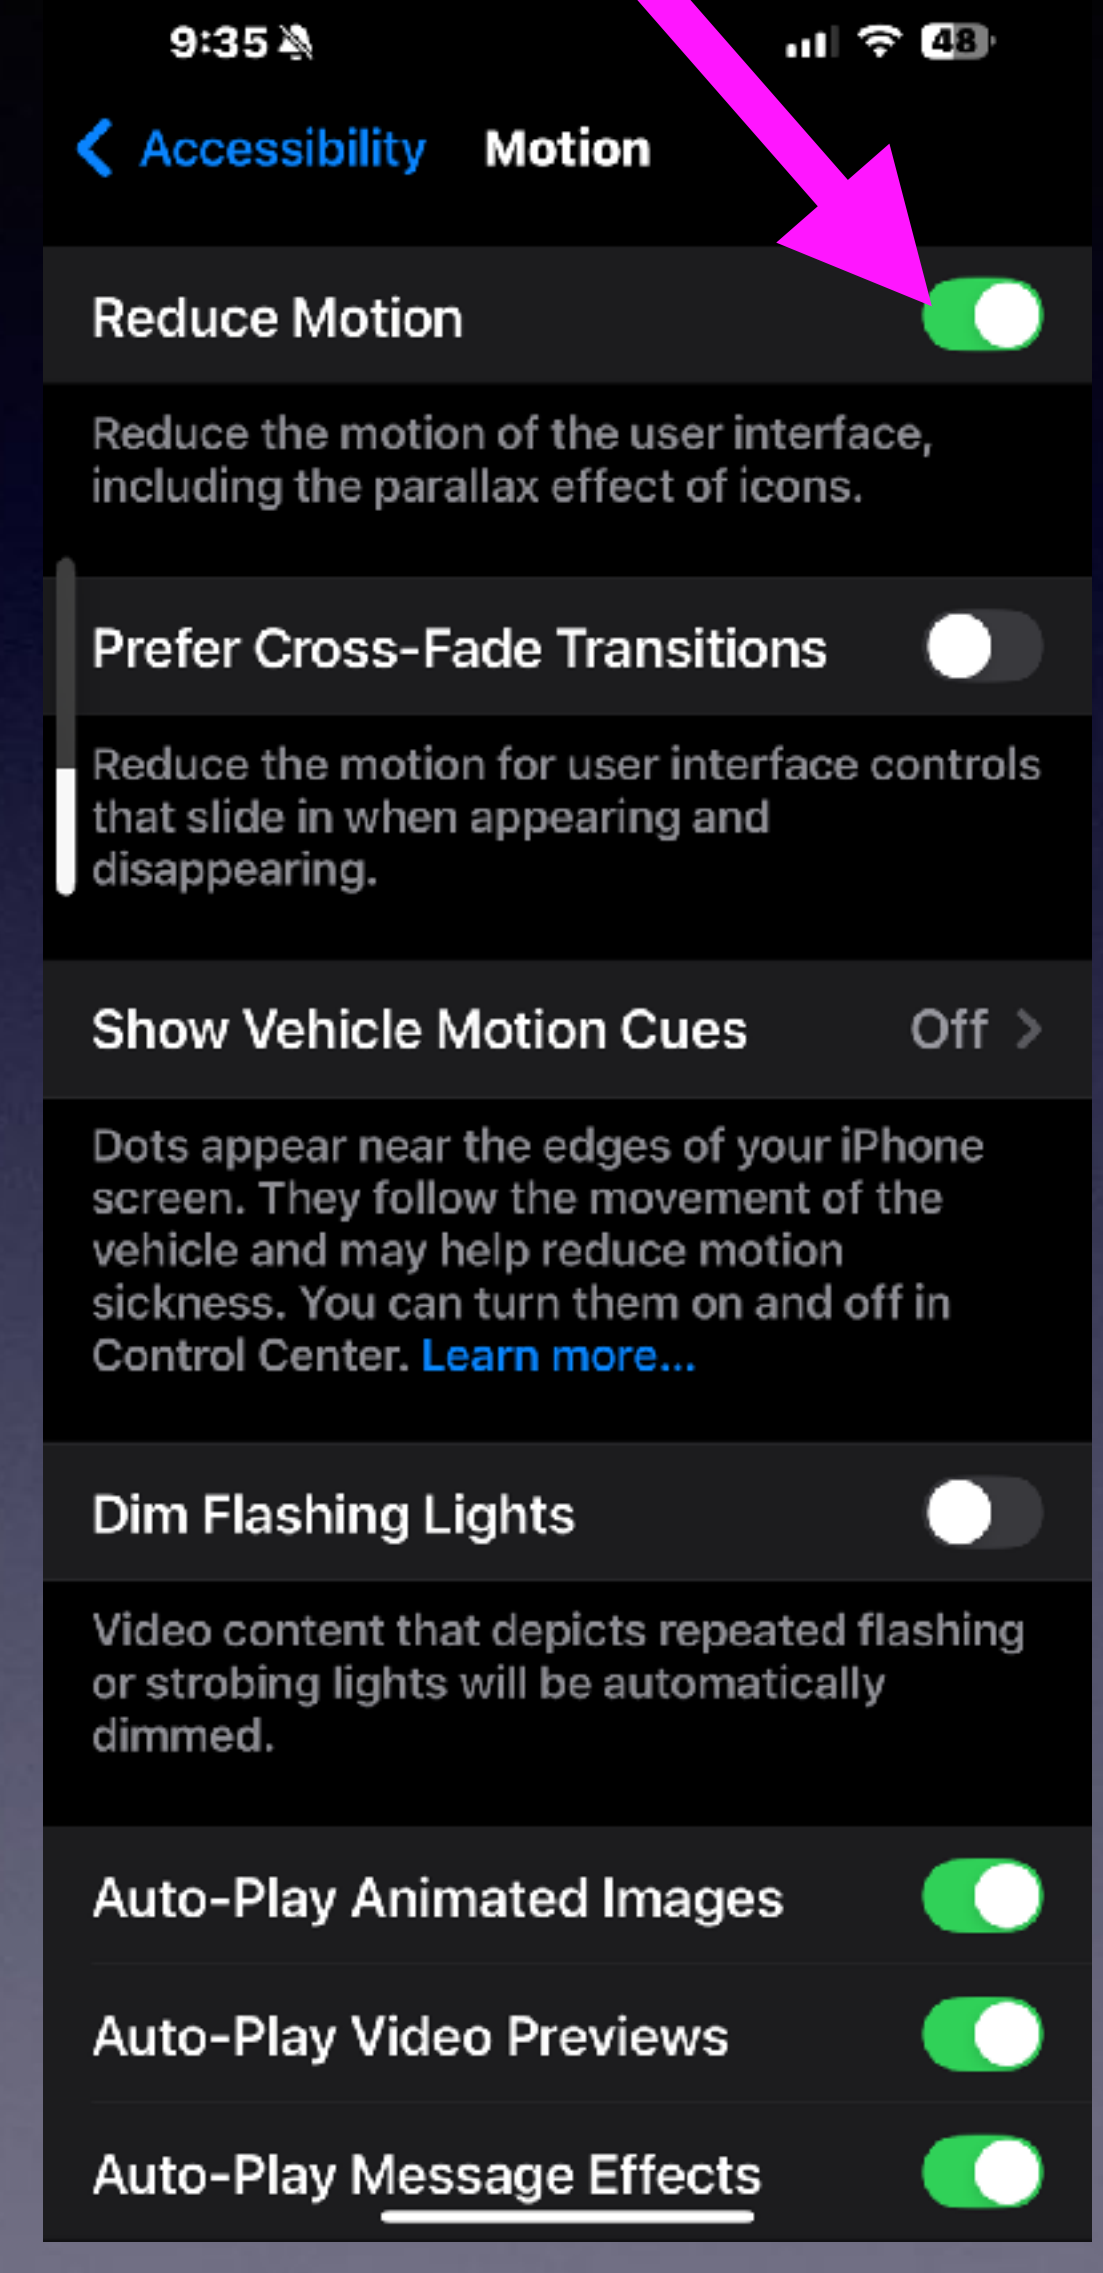 9:35
48
Accessibility Motion
Reduce Motion
Reduce the motion of the user interface,
including the parallax effect of icons.
Prefer Cross-Fade Transitions
Reduce the motion for user interface controls
that slide in when appearing and
disappearing.
Show Vehicle Motion Cues Off
Dots appear near the edges of your iPhone
screen. They follow the movement of the
vehicle and may help reduce motion
sickness. You can turn them on and off in
Control Center. Learn more...
Dim Flashing Lights
Video content that depicts repeated flashing
or strobing lights will be automatically
dimmed.
Auto-Play Animated Images
Auto-Play Video Previews
Auto-Play Message Effects